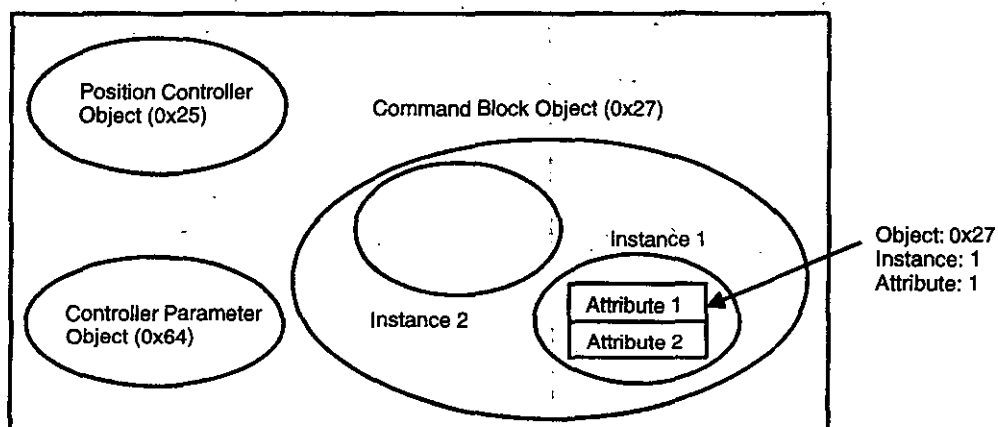 Position Controller
Object (0x25)
Command Block Object (0x27)
Instance 1
Object: 0x27
Instance: 1
Attribute: 1
Attribute 1
Controller Parameter
Object (0x64)
Instance 2
Attribute 2